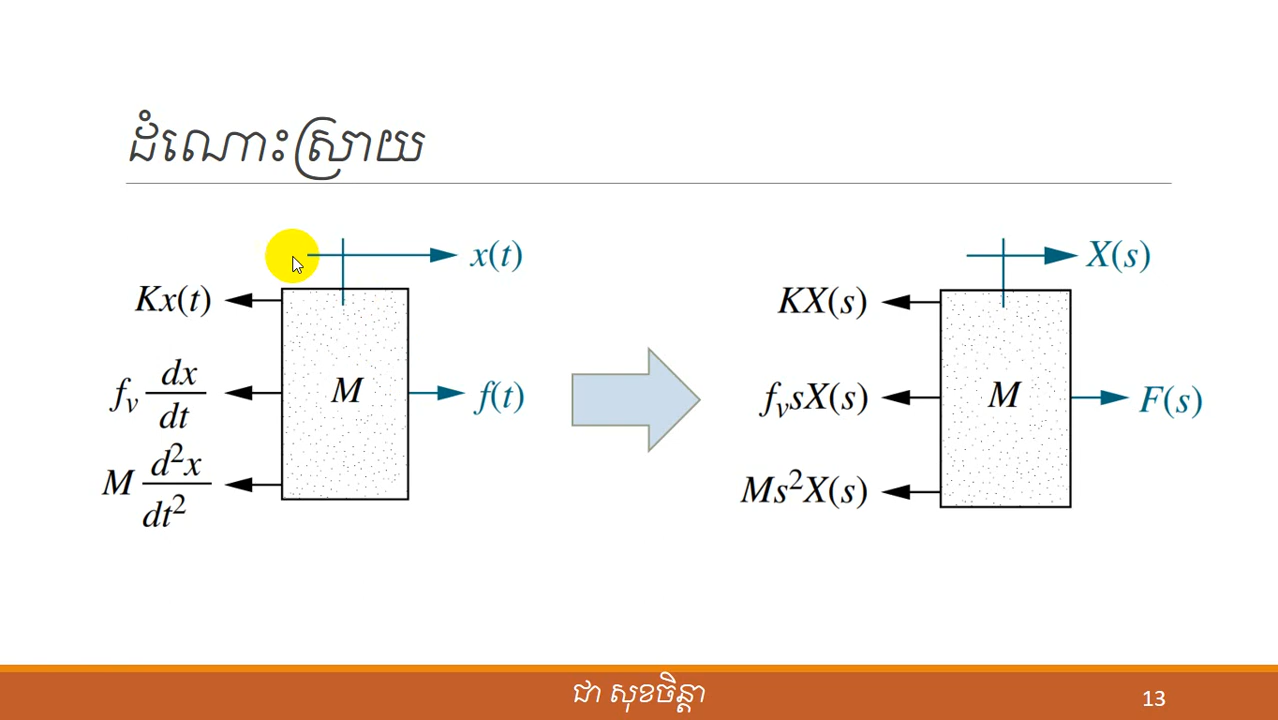 ដំណោះស្រាយ
x(t)
Kx(t)
f_v dx/dt
M
f(t)
M d²x/dt²
X(s)
KX(s)
f_v sX(s)
M
F(s)
Ms²X(s)
ជា សុខចិន្តា
13